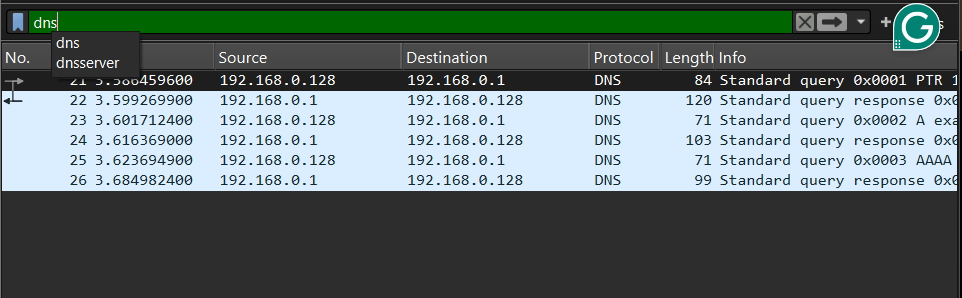 dns
s
dns
dnsserver
No. Source Destination Protocol Length Info
21 3.586459600 192.168.0.128 192.168.0.1 DNS 84 Standard query 0x0001 PTR 1
22 3.599269900 192.168.0.1 192.168.0.128 DNS 120 Standard query response 0x0
23 3.601712400 192.168.0.128 192.168.0.1 DNS 71 Standard query 0x0002 A exa
24 3.616369000 192.168.0.1 192.168.0.128 DNS 103 Standard query response 0x0
25 3.623694900 192.168.0.128 192.168.0.1 DNS 71 Standard query 0x0003 AAAA
26 3.684982400 192.168.0.1 192.168.0.128 DNS 99 Standard query response 0x0